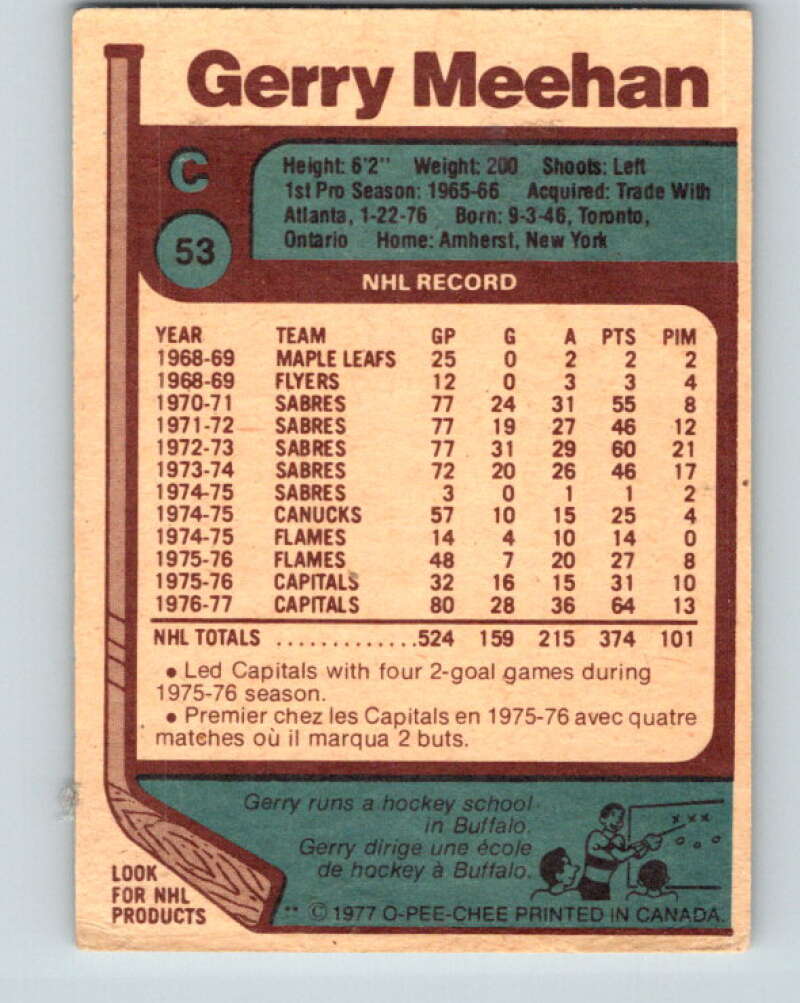 Gerry Meehan
C
53
Height: 6'2" Weight: 200 Shoots: Left
1st Pro Season: 1965-66 Acquired: Trade With
Atlanta, 1-22-76 Born: 9-3-46, Toronto,
Ontario Home: Amherst, New York
NHL RECORD
YEAR TEAM GP G A PTS PIM
1968-69 MAPLE LEAFS 25 0 2 2 2
1968-69 FLYERS 12 0 3 3 4
1970-71 SABRES 77 24 31 55 8
1971-72 SABRES 77 19 27 46 12
1972-73 SABRES 77 31 29 60 21
1973-74 SABRES 72 20 26 46 17
1974-75 SABRES 3 0 1 1 2
1974-75 CANUCKS 57 10 15 25 4
1974-75 FLAMES 14 4 10 14 0
1975-76 FLAMES 48 7 20 27 8
1975-76 CAPITALS 32 16 15 31 10
1976-77 CAPITALS 80 28 36 64 13
NHL TOTALS .............524 159 215 374 101
• Led Capitals with four 2-goal games during
1975-76 season.
• Premier chez les Capitals en 1975-76 avec quatre
matches où il marqua 2 buts.
Gerry runs a hockey school
in Buffalo.
Gerry dirige une école
de hockey à Buffalo.
LOOK
FOR NHL
PRODUCTS
** © 1977 O-PEE-CHEE PRINTED IN CANADA.